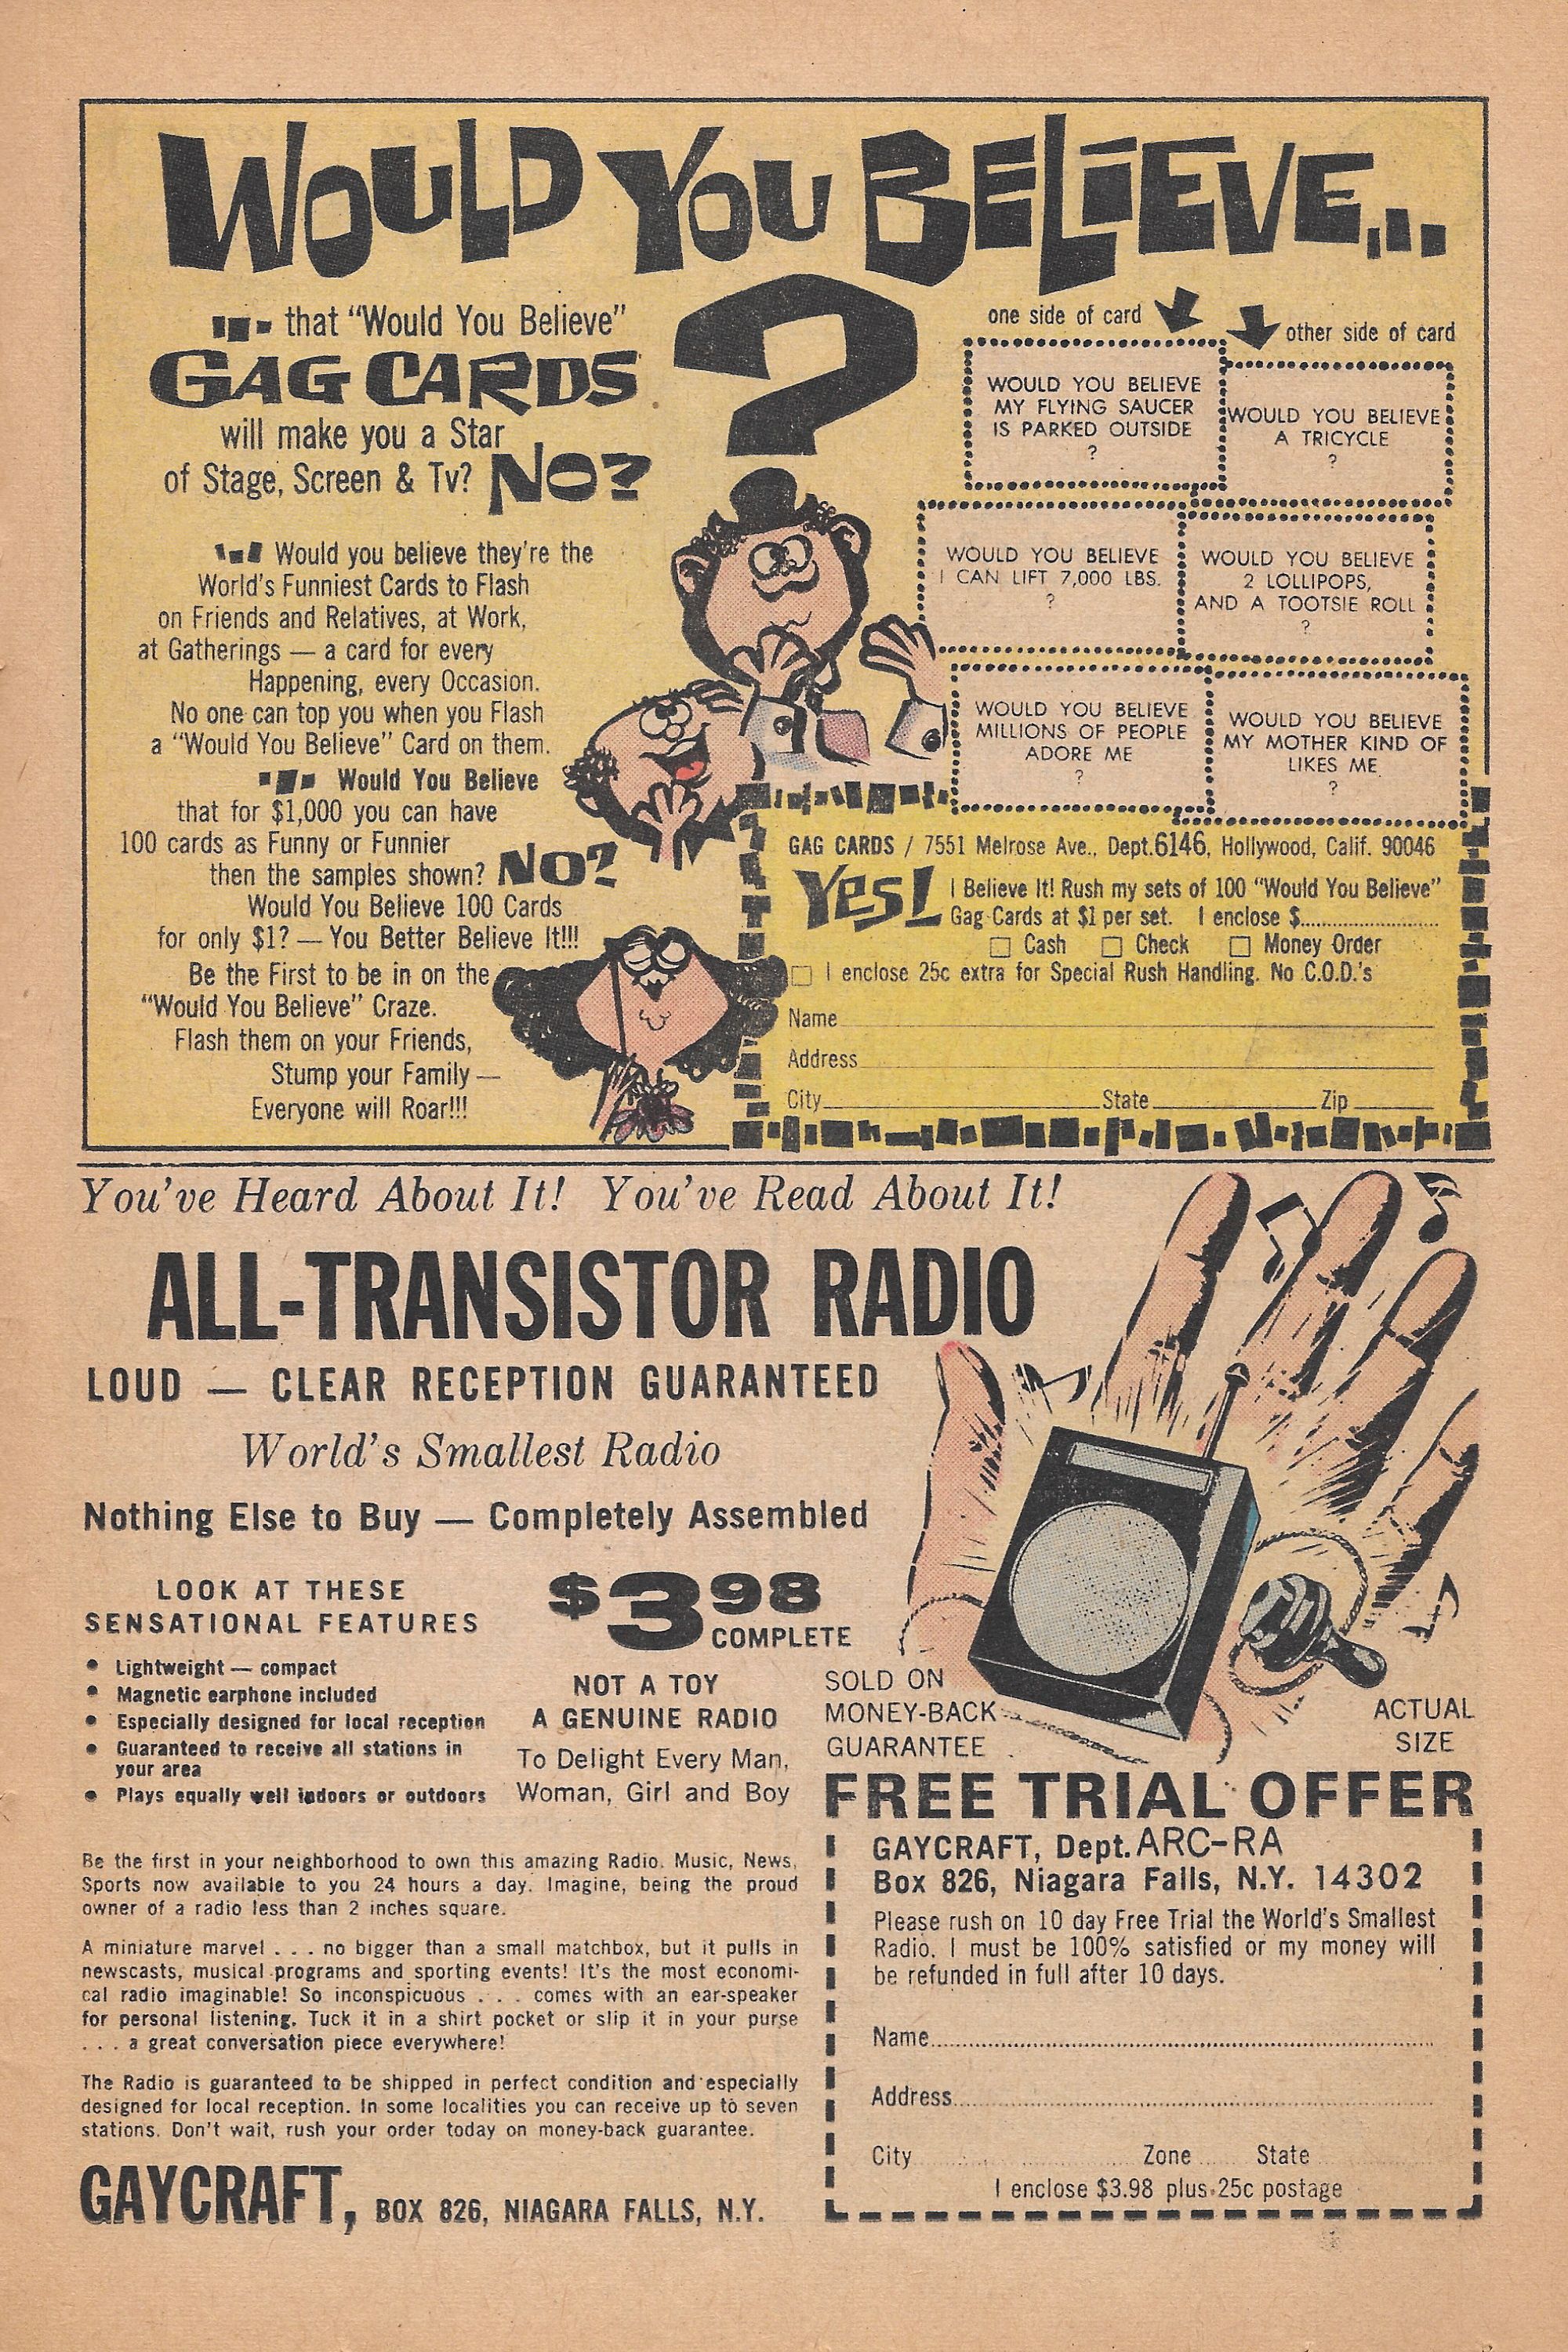 WOULD YOU BELIEVE...
?
... that “Would You Believe”
GAG CARDS
will make you a Star
of Stage, Screen & Tv? NO?
... Would you believe they're the
World's Funniest Cards to Flash
on Friends and Relatives, at Work,
at Gatherings — a card for every
Happening, every Occasion.
No one can top you when you Flash
a “Would You Believe” Card on them.
... Would You Believe
that for $1,000 you can have
100 cards as Funny or Funnier
then the samples shown? NO?
Would You Believe 100 Cards
for only $1? — You Better Believe It!!!
Be the First to be in on the
“Would You Believe” Craze.
Flash them on your Friends,
Stump your Family —
Everyone will Roar!!!
one side of card
other side of card
WOULD YOU BELIEVE
MY FLYING SAUCER
IS PARKED OUTSIDE
?
WOULD YOU BELIEVE
A TRICYCLE
?
WOULD YOU BELIEVE
I CAN LIFT 7,000 LBS.
?
WOULD YOU BELIEVE
2 LOLLIPOPS,
AND A TOOTSIE ROLL
?
WOULD YOU BELIEVE
MILLIONS OF PEOPLE
ADORE ME
?
WOULD YOU BELIEVE
MY MOTHER KIND OF
LIKES ME
?
GAG CARDS / 7551 Melrose Ave., Dept.6146, Hollywood, Calif. 90046
Yes! I Believe It! Rush my sets of 100 “Would You Believe”
Gag Cards at $1 per set. I enclose $..............................
□ Cash □ Check □ Money Order
□ I enclose 25c extra for Special Rush Handling. No C.O.D.'s
Name
Address
City State Zip
You've Heard About It! You've Read About It!
ALL-TRANSISTOR RADIO
LOUD — CLEAR RECEPTION GUARANTEED
World's Smallest Radio
Nothing Else to Buy — Completely Assembled
LOOK AT THESE
SENSATIONAL FEATURES
• Lightweight — compact
• Magnetic earphone included
• Especially designed for local reception
• Guaranteed to receive all stations in
your area
• Plays equally well indoors or outdoors
$3 98
COMPLETE
NOT A TOY
A GENUINE RADIO
To Delight Every Man,
Woman, Girl and Boy
SOLD ON
MONEY-BACK
GUARANTEE
ACTUAL
SIZE
Be the first in your neighborhood to own this amazing Radio. Music, News,
Sports now available to you 24 hours a day. Imagine, being the proud
owner of a radio less than 2 inches square.
A miniature marvel . . . no bigger than a small matchbox, but it pulls in
newscasts, musical programs and sporting events! It's the most economi-
cal radio imaginable! So inconspicuous . . . comes with an ear-speaker
for personal listening. Tuck it in a shirt pocket or slip it in your purse
. . . a great conversation piece everywhere!
The Radio is guaranteed to be shipped in perfect condition and especially
designed for local reception. In some localities you can receive up to seven
stations. Don't wait, rush your order today on money-back guarantee.
GAYCRAFT, BOX 826, NIAGARA FALLS, N.Y.
FREE TRIAL OFFER
GAYCRAFT, Dept. ARC-RA
Box 826, Niagara Falls, N.Y. 14302
Please rush on 10 day Free Trial the World's Smallest
Radio. I must be 100% satisfied or my money will
be refunded in full after 10 days.
Name
Address
City Zone State
I enclose $3.98 plus 25c postage